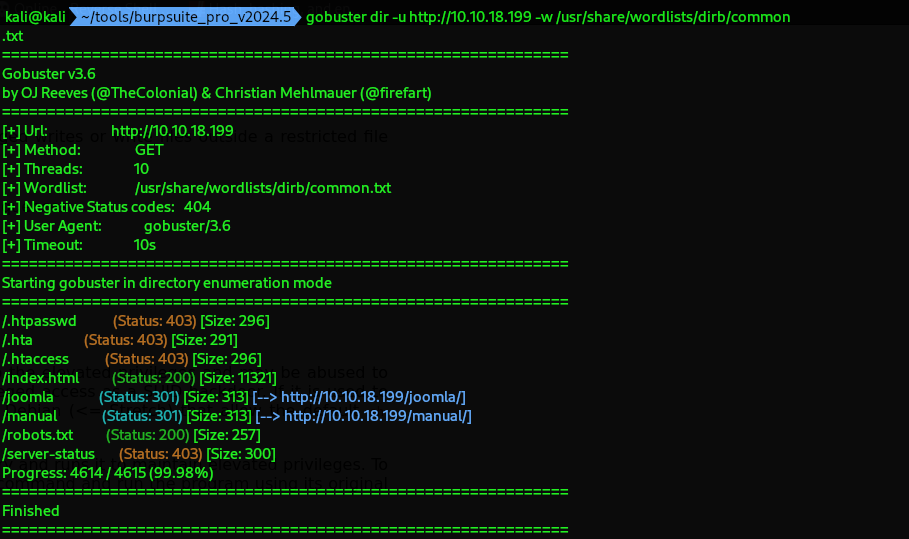 kali@kali ~/tools/burpsuite_pro_v2024.5 gobuster dir -u http://10.10.18.199 -w /usr/share/wordlists/dirb/common
.txt
===============================================================
Gobuster v3.6
by OJ Reeves (@TheColonial) & Christian Mehlmauer (@firefart)
===============================================================
[+] Url: http://10.10.18.199
[+] Method: GET
[+] Threads: 10
[+] Wordlist: /usr/share/wordlists/dirb/common.txt
[+] Negative Status codes: 404
[+] User Agent: gobuster/3.6
[+] Timeout: 10s
===============================================================
Starting gobuster in directory enumeration mode
===============================================================
/.htpasswd (Status: 403) [Size: 296]
/.hta (Status: 403) [Size: 291]
/.htaccess (Status: 403) [Size: 296]
/index.html (Status: 200) [Size: 11321]
/joomla (Status: 301) [Size: 313] [--> http://10.10.18.199/joomla/]
/manual (Status: 301) [Size: 313] [--> http://10.10.18.199/manual/]
/robots.txt (Status: 200) [Size: 257]
/server-status (Status: 403) [Size: 300]
Progress: 4614 / 4615 (99.98%)
===============================================================
Finished
===============================================================